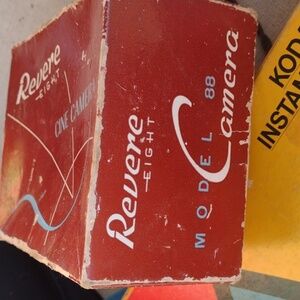 Revere
EIGHT
CINE CAMERA
Revere
EIGHT
MODEL 88
Camera
KOD
INSTAM